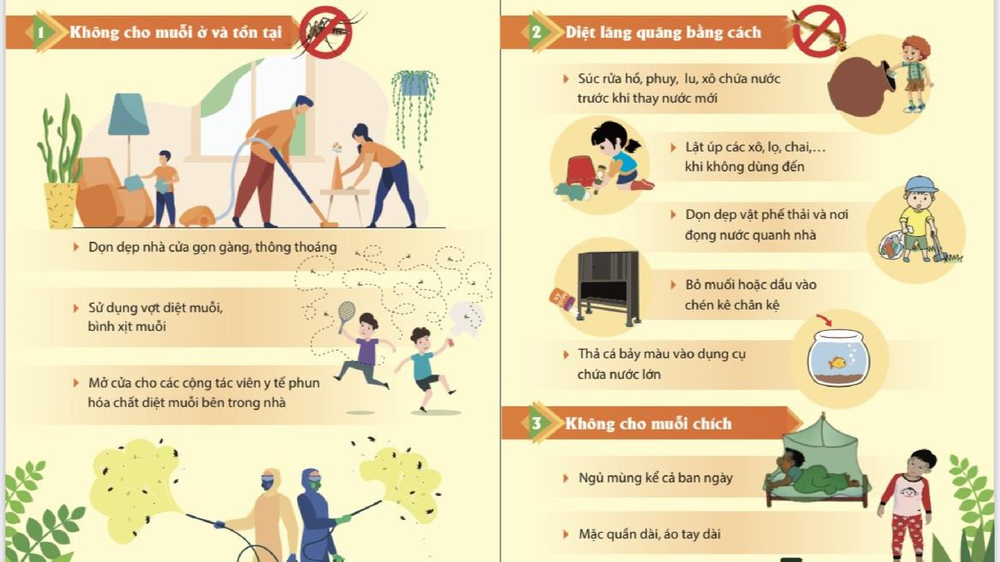 1
Không cho muỗi ở và tồn tại
Dọn dẹp nhà cửa gọn gàng, thông thoáng
Sử dụng vợt diệt muỗi,
bình xịt muỗi
Mở cửa cho các cộng tác viên y tế phun
hóa chất diệt muỗi bên trong nhà
2
Diệt lăng quăng bằng cách
Súc rửa hồ, phuy, lu, xô chứa nước
trước khi thay nước mới
Lật úp các xô, lọ, chai,...
khi không dùng đến
Dọn dẹp vật phế thải và nơi
đọng nước quanh nhà
Bỏ muối hoặc dầu vào
chén kê chân kệ
Thả cá bảy màu vào dụng cụ
chứa nước lớn
3
Không cho muỗi chích
Ngủ mùng kể cả ban ngày
Mặc quần dài, áo tay dài